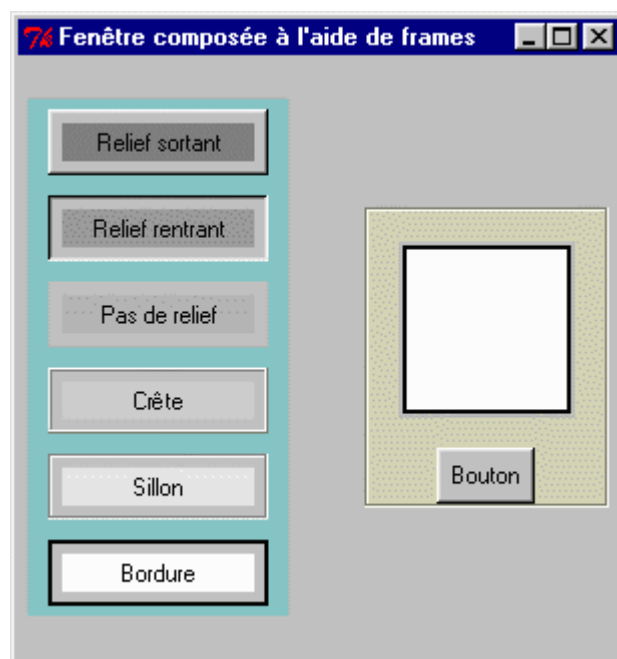 Fenêtre composée à l'aide de frames
Relief sortant
Relief rentrant
Pas de relief
Crête
Sillon
Bordure
Bouton